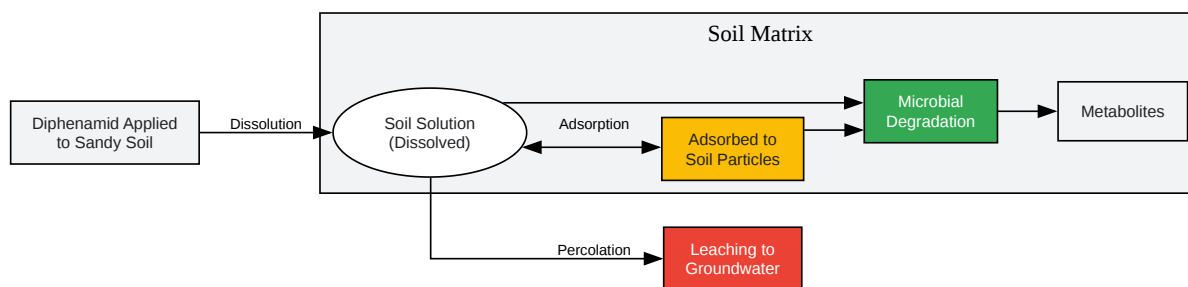 Soil Matrix
Diphenamid Applied
to Sandy Soil
Dissolution
Soil Solution
(Dissolved)
Adsorption
Adsorbed to
Soil Particles
Microbial
Degradation
Metabolites
Percolation
Leaching to
Groundwater